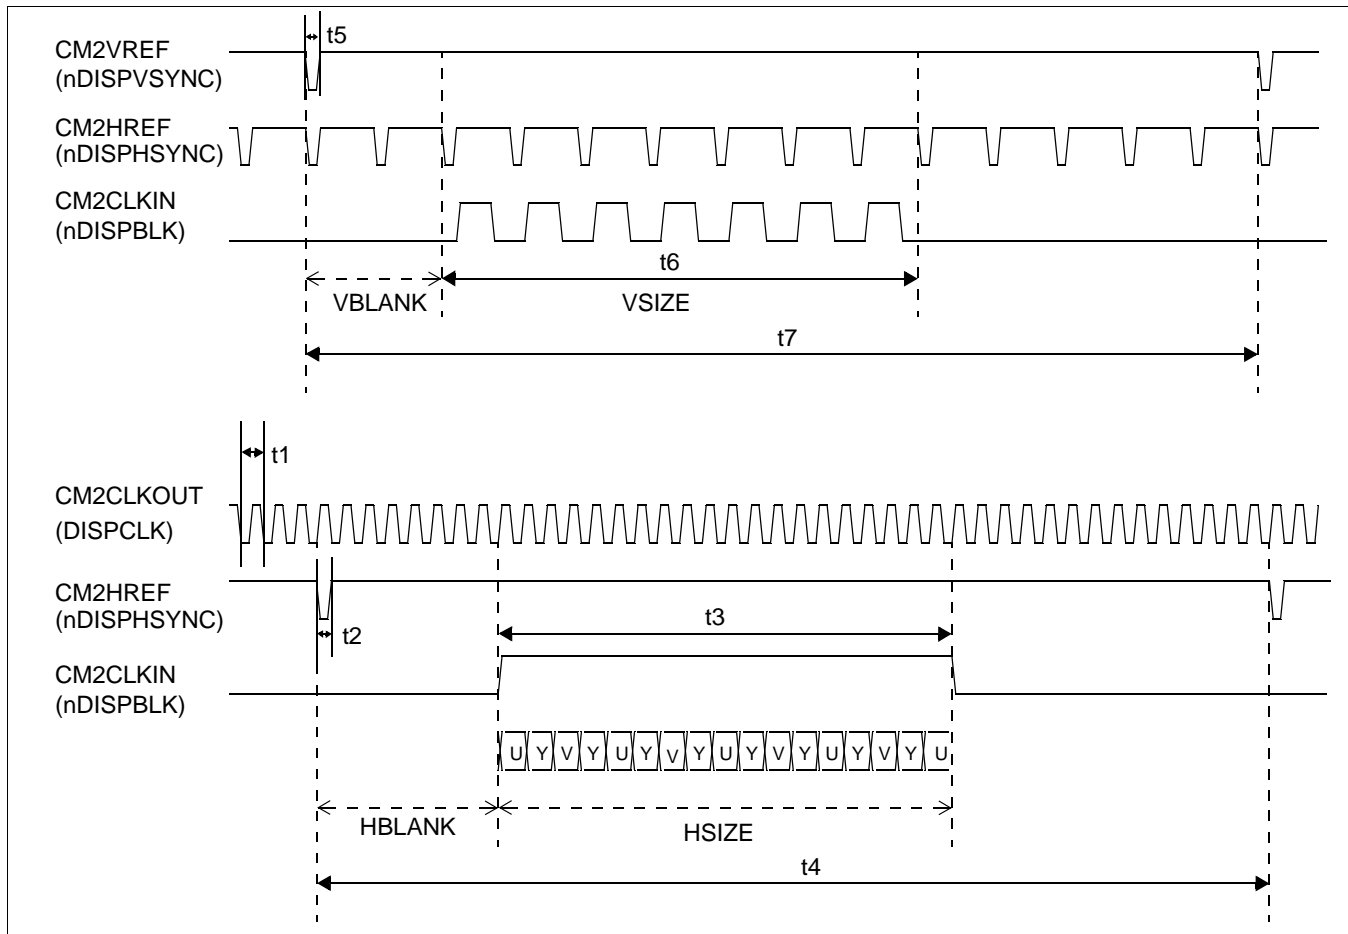 t5
CM2VREF
(nDISPVSYNC)
CM2HREF
(nDISPHSYNC)
CM2CLKIN
(nDISPBLK)
t6
VBLANK
VSIZE
t7
t1
CM2CLKOUT
(DISPCLK)
CM2HREF
(nDISPHSYNC)
t2
t3
CM2CLKIN
(nDISPBLK)
U Y V Y U Y V Y U Y V Y U Y V Y U
HBLANK
HSIZE
t4